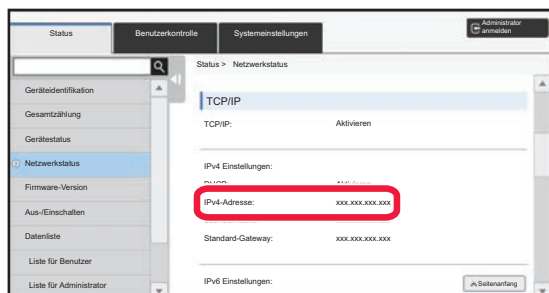 Status Benutzerkontrolle Systemeinstellungen Administrator anmelden
Status > Netzwerkstatus
Geräteidentifikation
Gesamtzählung
Gerätestatus
Netzwerkstatus
Firmware-Version
Aus-/Einschalten
Datenliste
Liste für Benutzer
Liste für Administrator
TCP/IP
TCP/IP: Aktivieren
IPv4 Einstellungen:
DHCP: Aktivieren
IPv4-Adresse: xxx.xxx.xxx.xxx
Standard-Gateway: xxx.xxx.xxx.xxx
IPv6 Einstellungen:
Seitenanfang